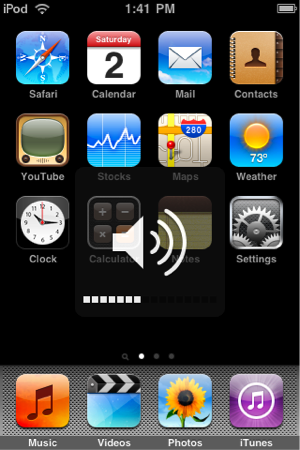 iPod 1:41 PM
Saturday
2
280
73°
Safari Calendar Mail Contacts
YouTube Stocks Maps Weather
Clock Calculator Notes Settings
Music Videos Photos iTunes